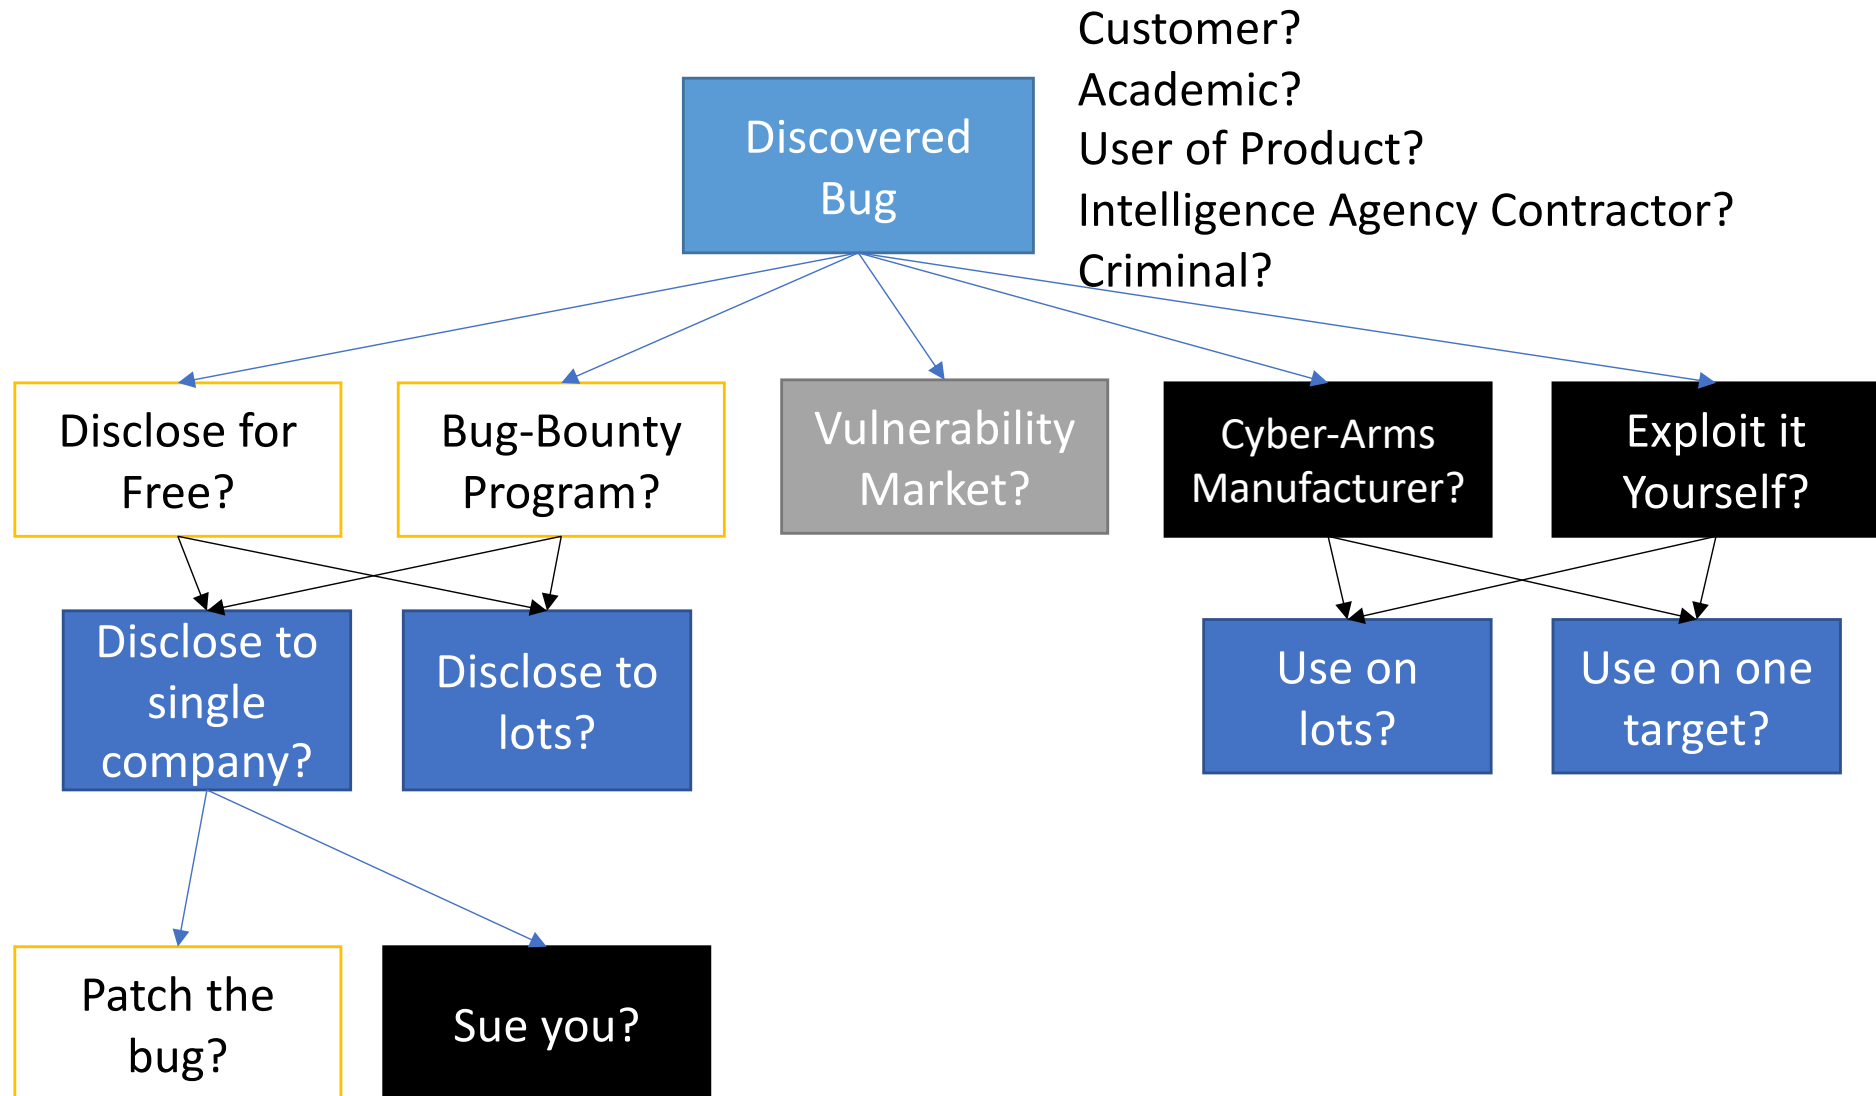 Customer?
Academic?
User of Product?
Intelligence Agency Contractor?
Criminal?
Discovered
Bug
Disclose for
Free?
Bug-Bounty
Program?
Vulnerability
Market?
Cyber-Arms
Manufacturer?
Exploit it
Yourself?
Disclose to
single
company?
Disclose to
lots?
Use on
lots?
Use on one
target?
Patch the
bug?
Sue you?